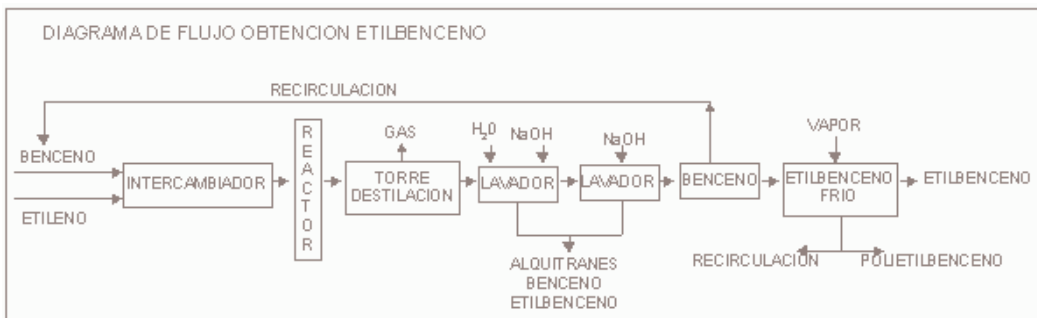 DIAGRAMA DE FLUJO OBTENCION ETILBENCENO
RECIRCULACION
BENCENO
ETILENO
INTERCAMBIADOR
REACTOR
GAS
TORRE
DESTILACION
H₂O
NaOH
LAVADOR
NaOH
LAVADOR
ALQUITRANES
BENCENO
ETILBENCENO
BENCENO
VAPOR
ETILBENCENO
FRIO
ETILBENCENO
RECIRCULACIÓN
POLIETILBENCENO